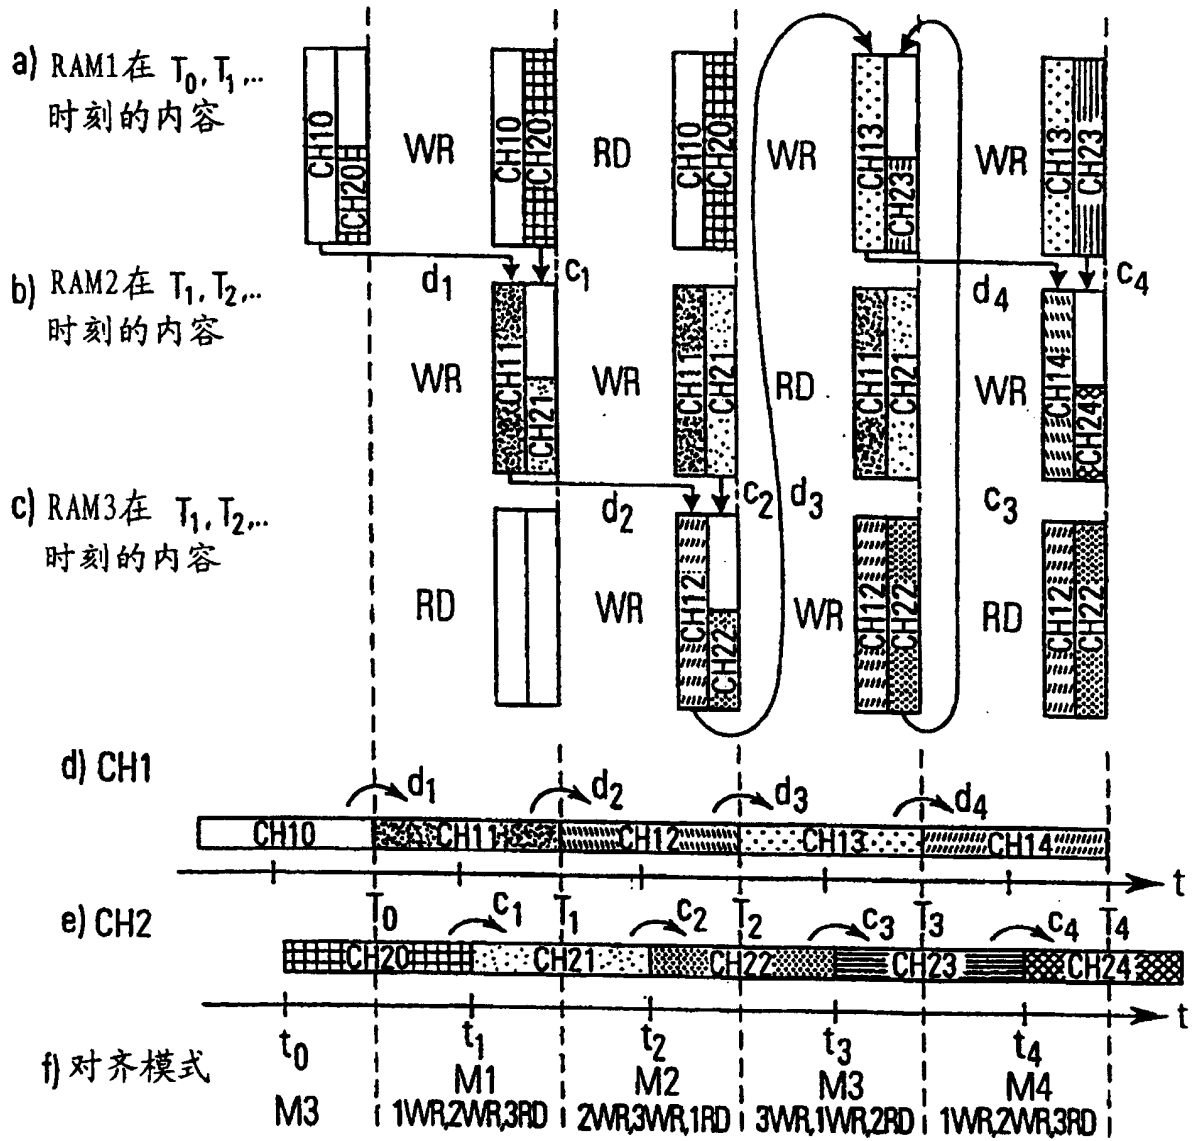 a) RAM1在 T0, T1,..
时刻的内容
CH10 CH20 WR CH10 CH20 RD CH10 CH20 WR CH13 CH23 WR CH13 CH23
d1 c1 d4 c4
b) RAM2在 T1, T2,..
时刻的内容
WR CH11 CH21 WR CH11 CH21 RD CH11 CH21 WR CH14 CH24
d2 c2 d3 c3
c) RAM3在 T1, T2,..
时刻的内容
RD WR CH12 CH22 WR CH12 CH22 RD CH12 CH22
d) CH1
d1 d2 d3 d4
CH10 CH11 CH12 CH13 CH14
t
T0 T1 T2 T3 T4
e) CH2
c1 c2 c3 c4
CH20 CH21 CH22 CH23 CH24
t
t0 t1 t2 t3 t4
f) 对齐模式
M3 M1 M2 M3 M4
1WR,2WR,3RD 2WR,3WR,1RD 3WR,1WR,2RD 1WR,2WR,3RD